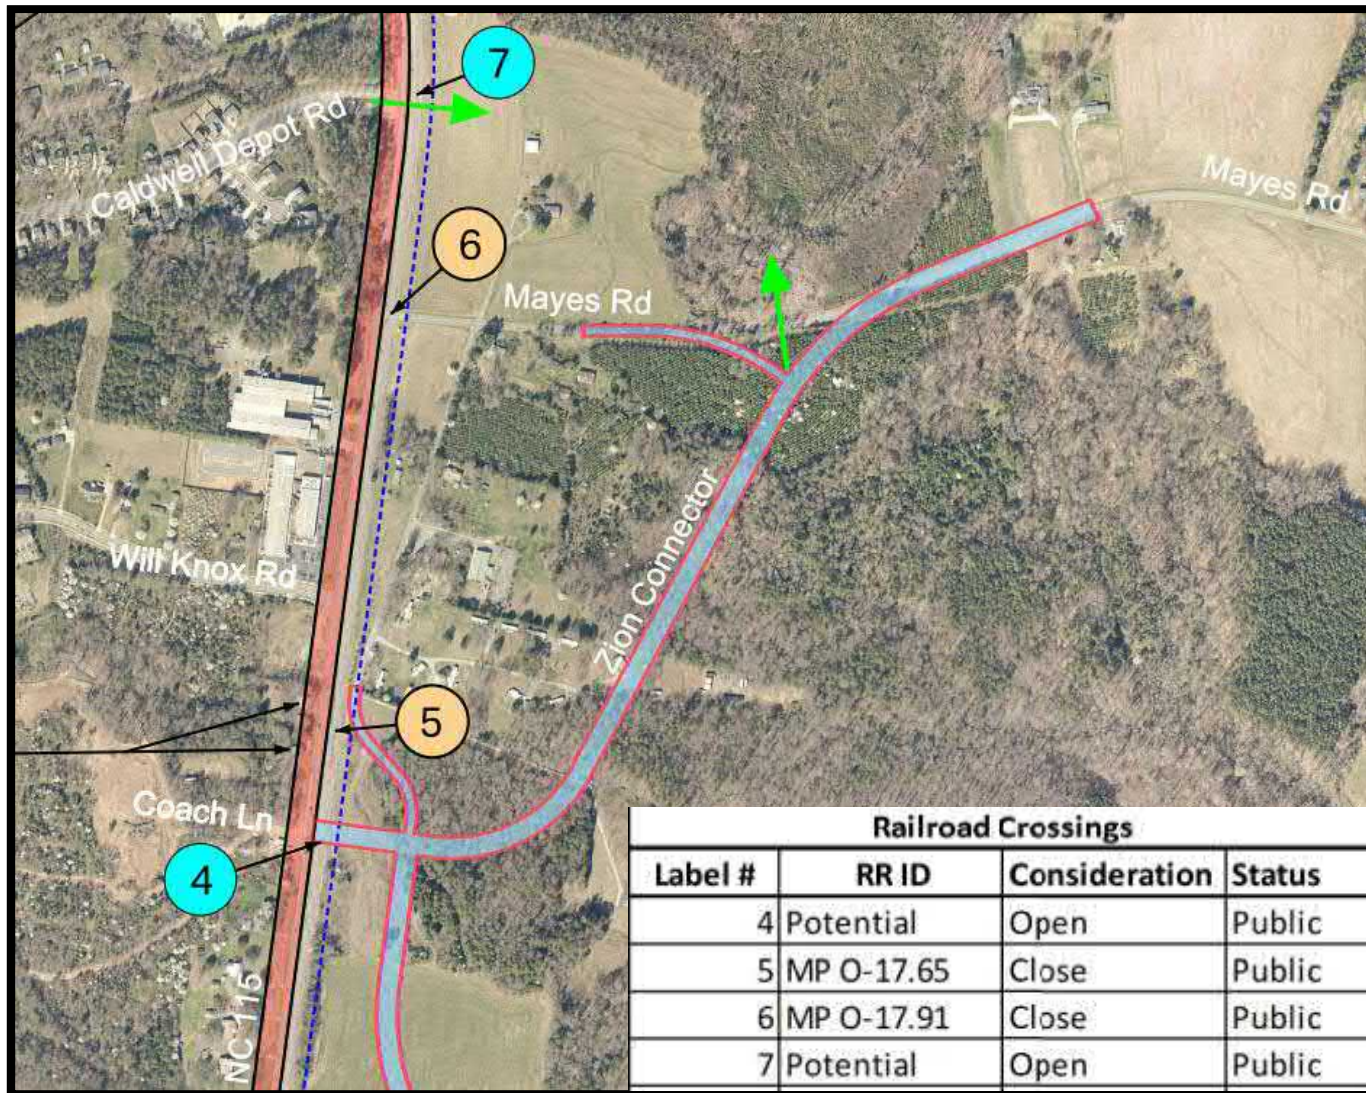 7
Caldwell Depot Rd
Mayes Rd
6
Mayes Rd
Will Knox Rd
Zion Connector
5
Coach Ln
4
NC 115
Railroad Crossings
Label # RR ID Consideration Status
4 Potential Open Public
5 MP O-17.65 Close Public
6 MP O-17.91 Close Public
7 Potential Open Public